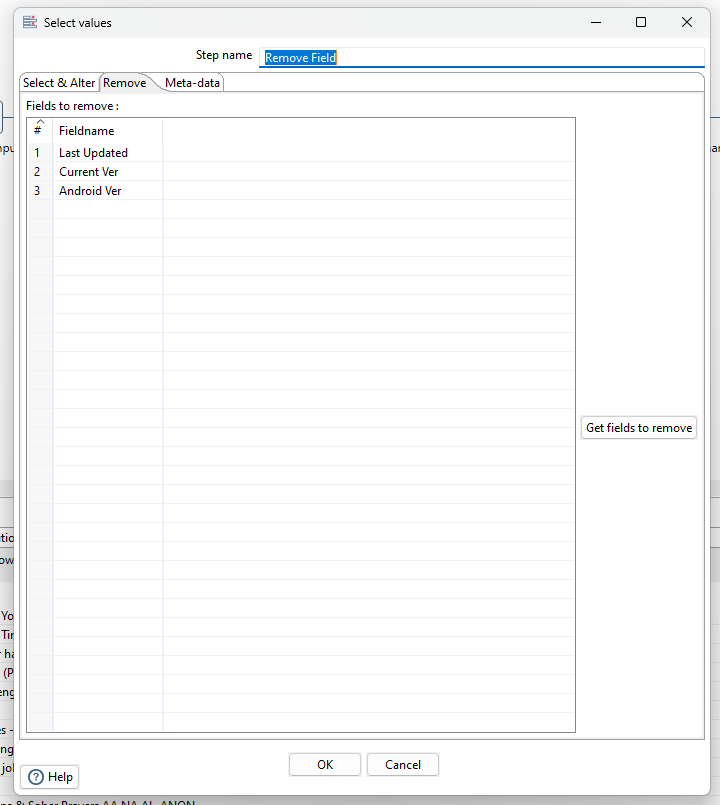 Select values
Step name Remove Field
Select & Alter Remove Meta-data
Fields to remove :
# Fieldname
1 Last Updated
2 Current Ver
3 Android Ver
Get fields to remove
OK Cancel
Help